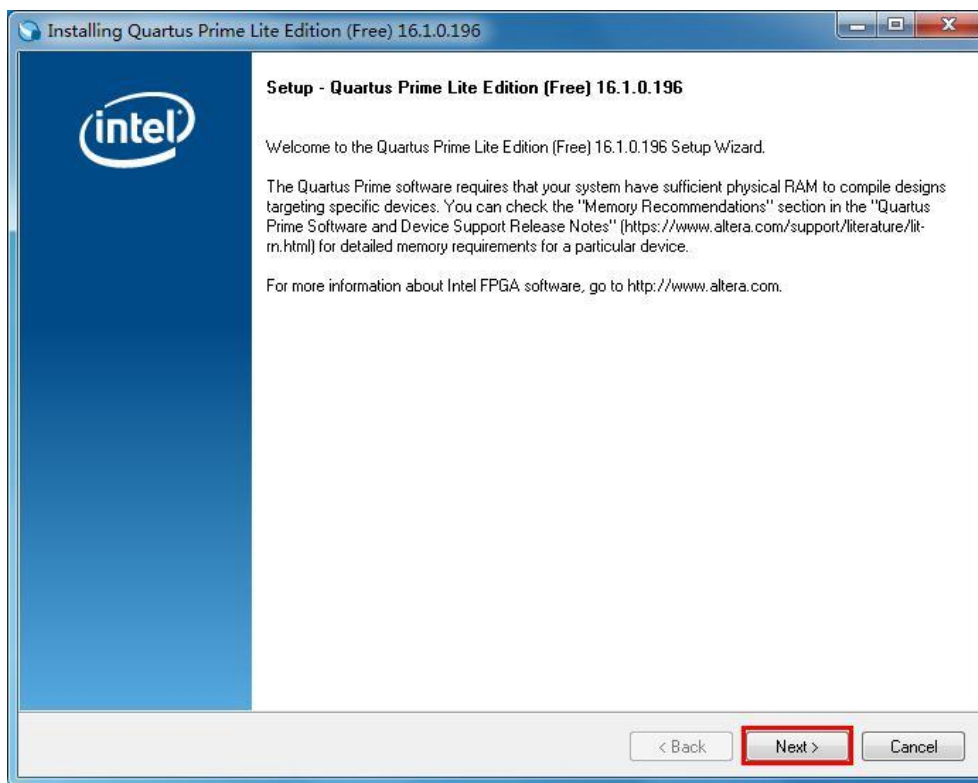 Installing Quartus Prime Lite Edition (Free) 16.1.0.196
intel
Setup - Quartus Prime Lite Edition (Free) 16.1.0.196
Welcome to the Quartus Prime Lite Edition (Free) 16.1.0.196 Setup Wizard.
The Quartus Prime software requires that your system have sufficient physical RAM to compile designs
targeting specific devices. You can check the "Memory Recommendations" section in the "Quartus
Prime Software and Device Support Release Notes" (https://www.altera.com/support/literature/lit-
rn.html) for detailed memory requirements for a particular device.
For more information about Intel FPGA software, go to http://www.altera.com.
< Back Next > Cancel